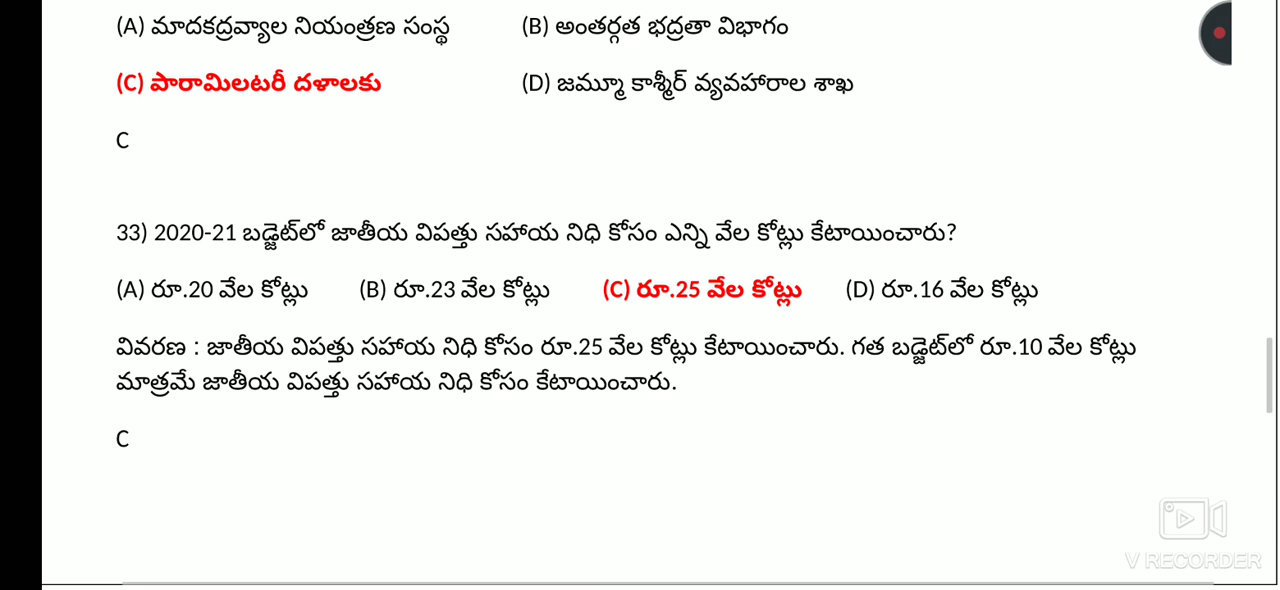 (A) మాదకద్రవ్యాల నియంత్రణ సంస్థ (B) అంతర్గత భద్రతా విభాగం
(C) పారామిలటరీ దళాలకు (D) జమ్మూ కాశ్మీర్ వ్యవహారాల శాఖ
C
33) 2020-21 బడ్జెట్‌లో జాతీయ విపత్తు సహాయ నిధి కోసం ఎన్ని వేల కోట్లు కేటాయించారు?
(A) రూ.20 వేల కోట్లు (B) రూ.23 వేల కోట్లు (C) రూ.25 వేల కోట్లు (D) రూ.16 వేల కోట్లు
వివరణ : జాతీయ విపత్తు సహాయ నిధి కోసం రూ.25 వేల కోట్లు కేటాయించారు. గత బడ్జెట్‌లో రూ.10 వేల కోట్లు
మాత్రమే జాతీయ విపత్తు సహాయ నిధి కోసం కేటాయించారు.
C
V RECORDER